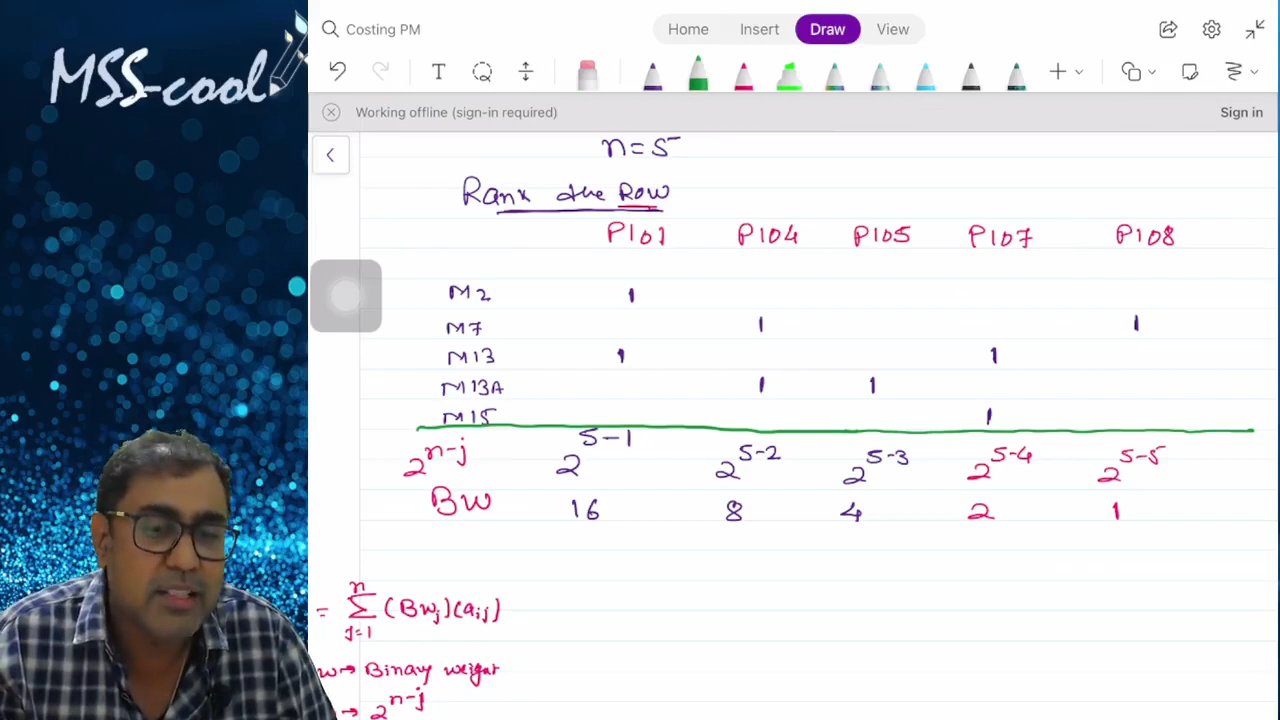 MSS-cool
Costing PM
Home Insert Draw View
T
Working offline (sign-in required) Sign in
n=5
Rank the Row
P101 P104 P105 P107 P108
M2 1
M7 1 1
M13 1 1
M13A 1 1
M15 1
2^(n-j) 2^(5-1) 2^(5-2) 2^(5-3) 2^(5-4) 2^(5-5)
BW 16 8 4 2 1
= n∑j=1 (Bwj)(aij)
w → Binary weight
→ 2^(n-j)